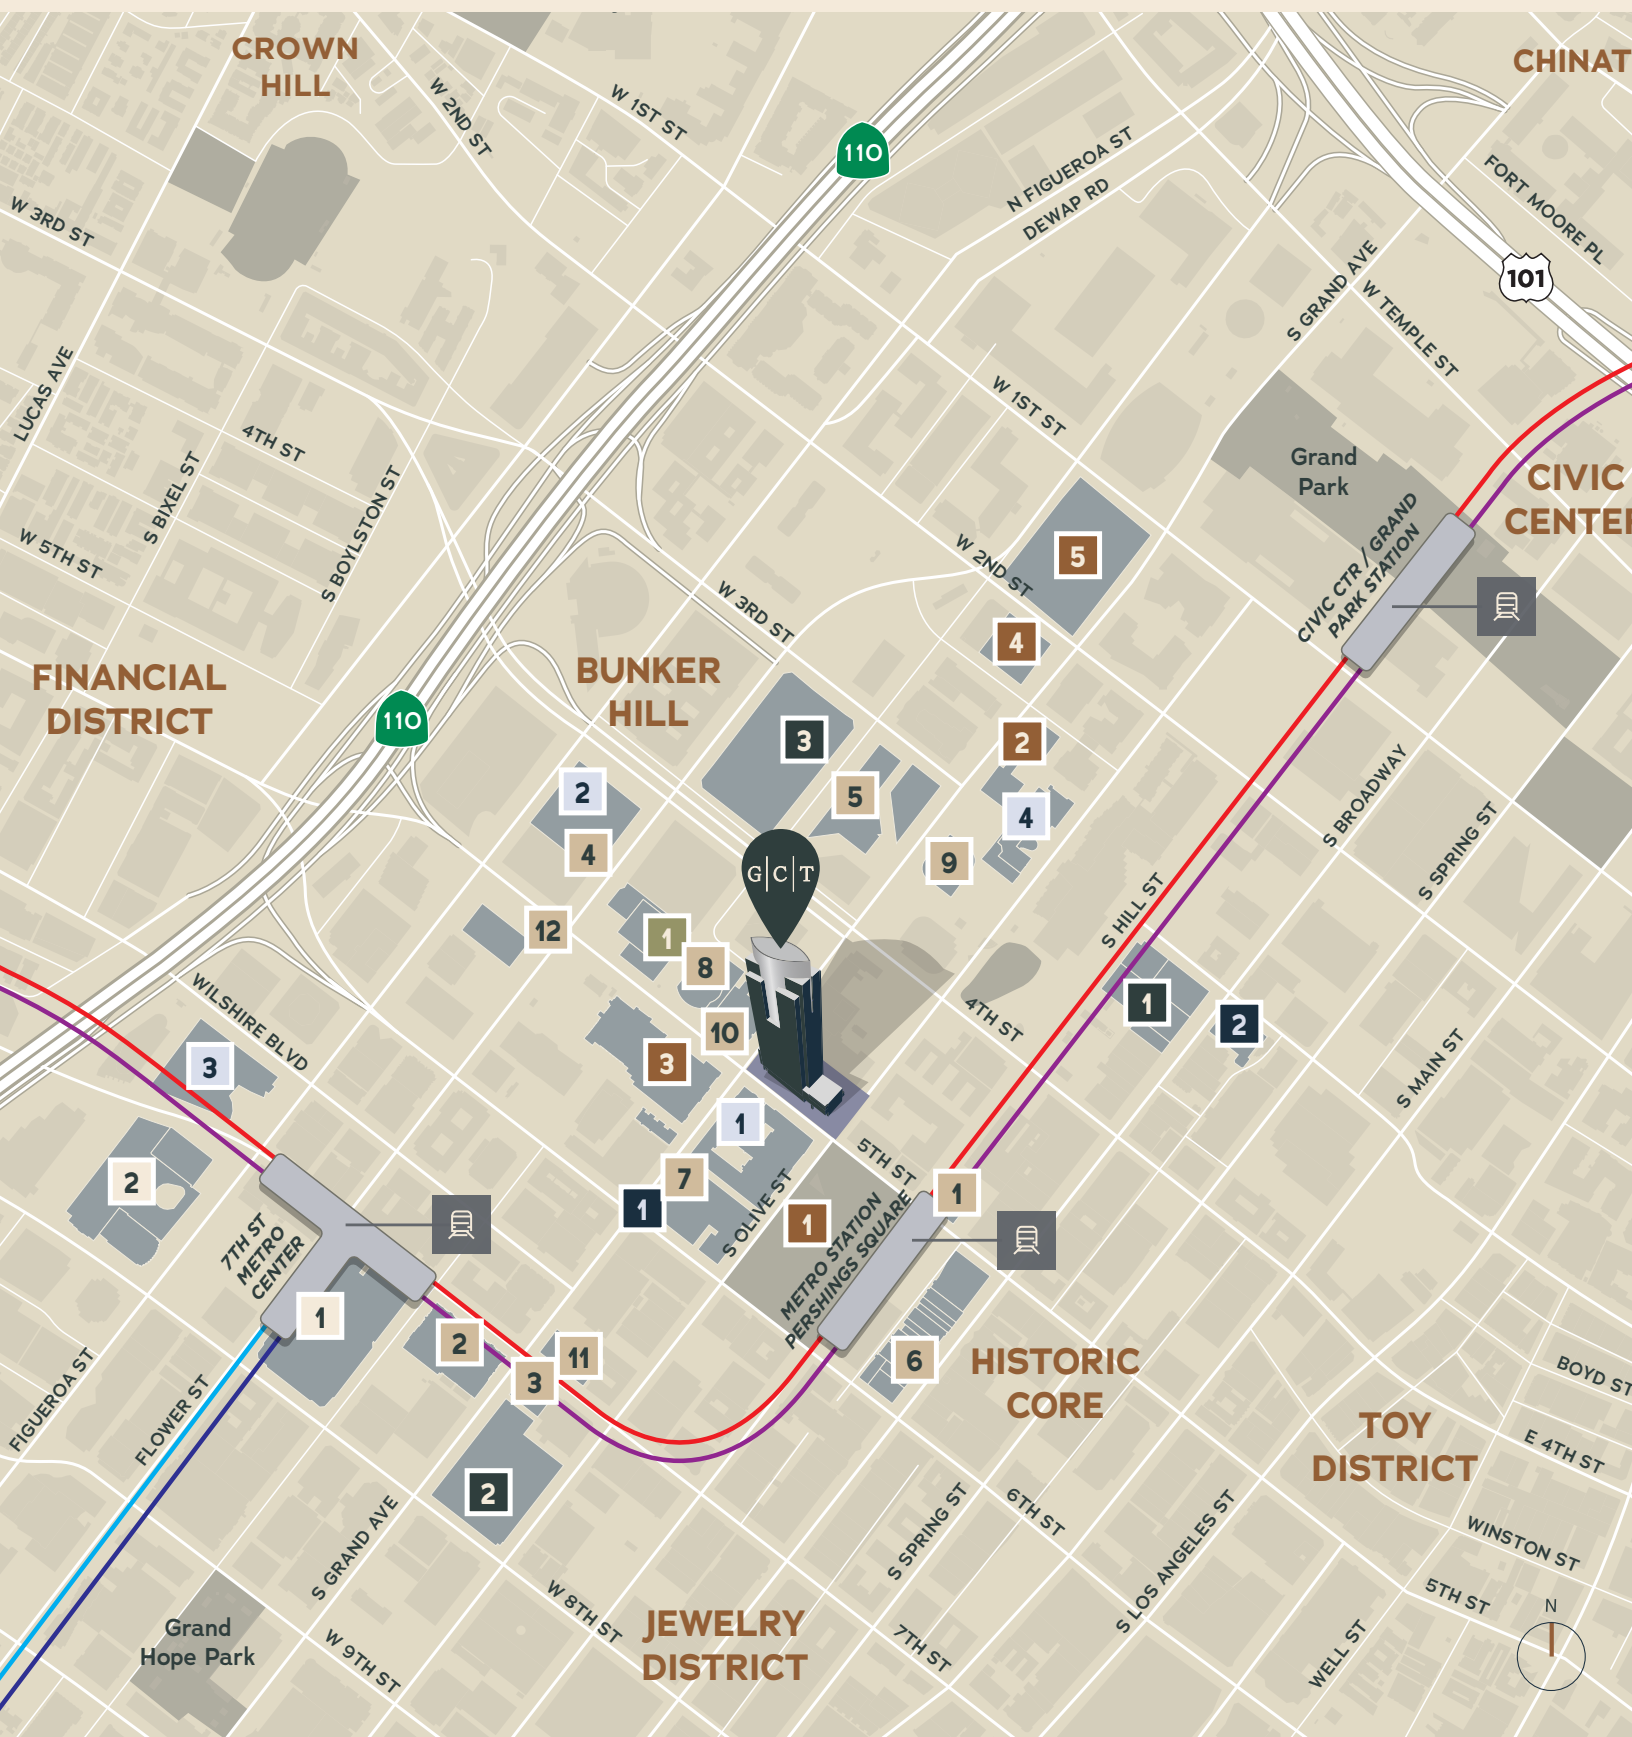 CROWN
HILL
W 2ND ST
W 1ST ST
110
N FIGUEROA ST
DEWAP RD
CHINAT
FORT MOORE PL
101
W 3RD ST
S GRAND AVE
W TEMPLE ST
LUCAS AVE
4TH ST
S BIXEL ST
S BOYLSTON ST
W 5TH ST
W 1ST ST
Grand
Park
CIVIC
CENTER
CIVIC CTR / GRAND
PARK STATION
W 2ND ST
5
4
W 3RD ST
FINANCIAL
DISTRICT
BUNKER
HILL
110
3
2
5
4
2
4
9
S BROADWAY
S SPRING ST
S HILL ST
G|C|T
12
1
8
10
3
4TH ST
1
2
S MAIN ST
WILSHIRE BLVD
3
1
7
1
S OLIVE ST
5TH ST
1
1
METRO STATION
PERSHINGS SQUARE
2
7TH ST
METRO
CENTER
1
2
3
11
6
HISTORIC
CORE
FIGUEROA ST
FLOWER ST
2
S GRAND AVE
TOY
DISTRICT
BOYD ST
E 4TH ST
WINSTON ST
5TH ST
S SPRING ST
6TH ST
S LOS ANGELES ST
WELL ST
N
Grand
Hope Park
W 9TH ST
W 8TH ST
JEWELRY
DISTRICT
7TH ST